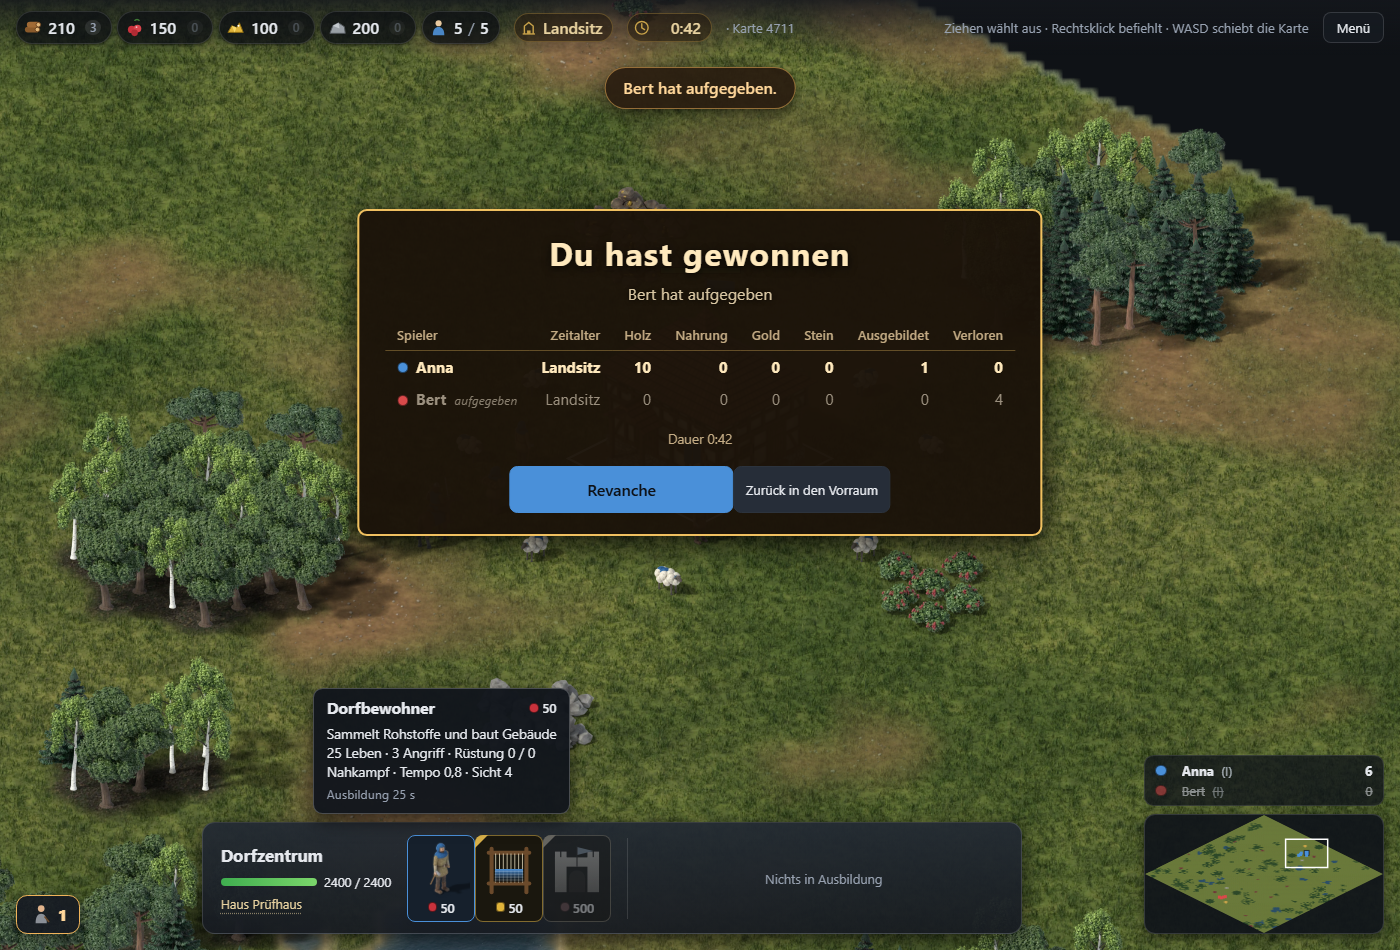 210 3 150 0 100 0 200 0 5 / 5 Landsitz 0:42 · Karte 4711 Ziehen wählt aus · Rechtsklick befiehlt · WASD schiebt die Karte Menü
Bert hat aufgegeben.
Du hast gewonnen
Bert hat aufgegeben
Spieler Zeitalter Holz Nahrung Gold Stein Ausgebildet Verloren
Anna Landsitz 10 0 0 0 1 0
Bert aufgegeben Landsitz 0 0 0 0 0 4
Dauer 0:42
Revanche Zurück in den Vorraum
Dorfbewohner 50
Sammelt Rohstoffe und baut Gebäude
25 Leben · 3 Angriff · Rüstung 0 / 0
Nahkampf · Tempo 0,8 · Sicht 4
Ausbildung 25 s
Anna (I) 6
Bert (I) 0
Dorfzentrum
2400 / 2400
Haus Prüfhaus
50 50 500
Nichts in Ausbildung
1